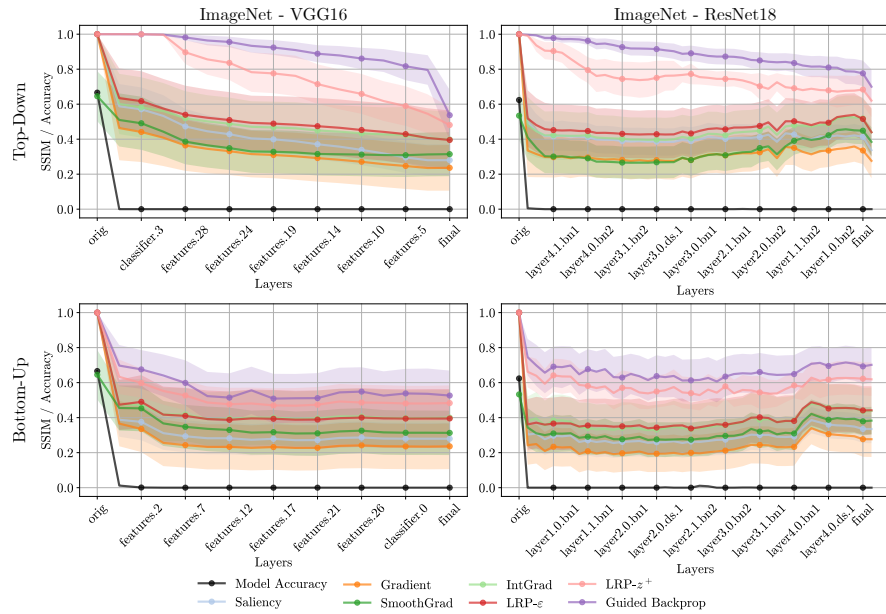 ImageNet - VGG16
ImageNet - ResNet18
Top-Down
SSIM / Accuracy
1.0
0.8
0.6
0.4
0.2
0.0
orig
classifier.3
features.28
features.24
features.19
features.14
features.10
features.5
final
Layers
orig
layer4.1.bn1
layer4.0.bn2
layer3.1.bn2
layer3.0.ds.1
layer3.0.bn1
layer2.1.bn1
layer2.0.bn2
layer1.1.bn2
layer1.0.bn2
final
Layers
Bottom-Up
SSIM / Accuracy
1.0
0.8
0.6
0.4
0.2
0.0
orig
features.2
features.7
features.12
features.17
features.21
features.26
classifier.0
final
Layers
orig
layer1.0.bn1
layer1.1.bn1
layer2.0.bn1
layer2.0.ds.1
layer2.1.bn2
layer3.0.bn2
layer3.1.bn1
layer4.0.bn1
layer4.0.ds.1
final
Layers
Model Accuracy
Gradient
IntGrad
LRP-z⁺
Saliency
SmoothGrad
LRP-ε
Guided Backprop